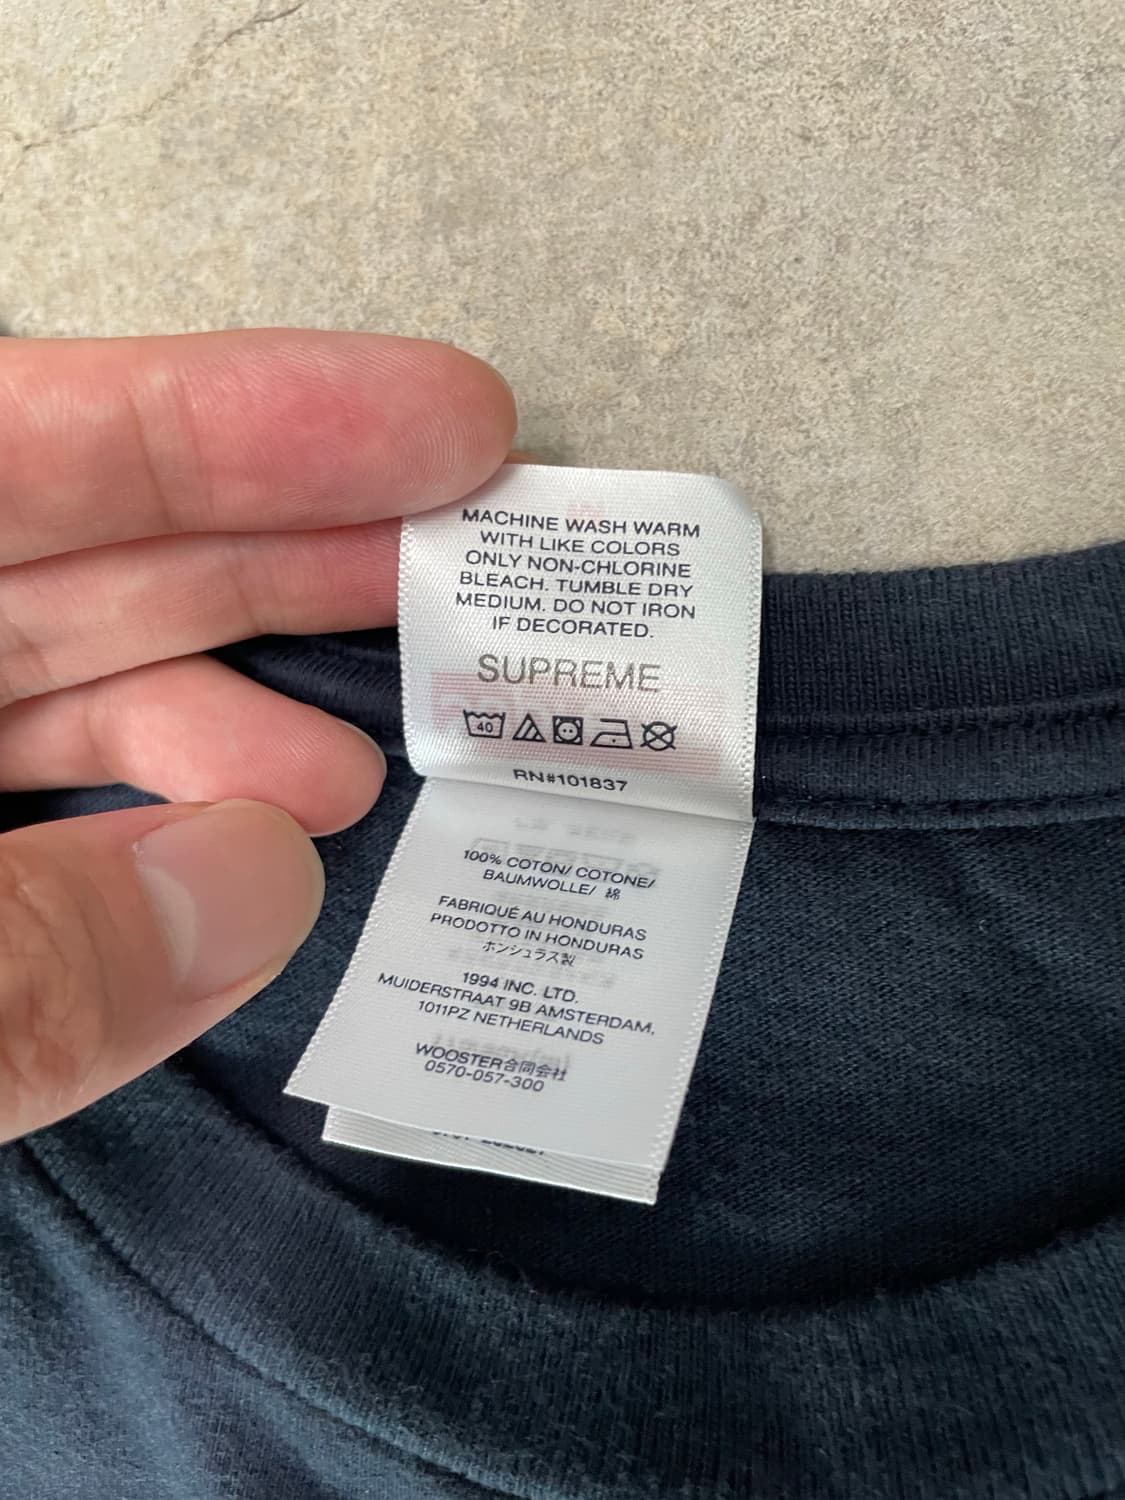 MACHINE WASH WARM
WITH LIKE COLORS
ONLY NON-CHLORINE
BLEACH. TUMBLE DRY
MEDIUM. DO NOT IRON
IF DECORATED.
SUPREME
40
RN#101837
100% COTON/ COTONE/
BAUMWOLLE/ 綿
FABRIQUÉ AU HONDURAS
PRODOTTO IN HONDURAS
ホンジュラス製
1994 INC. LTD.
MUIDERSTRAAT 9B AMSTERDAM,
1011PZ NETHERLANDS
WOOSTER合同会社
0570-057-300